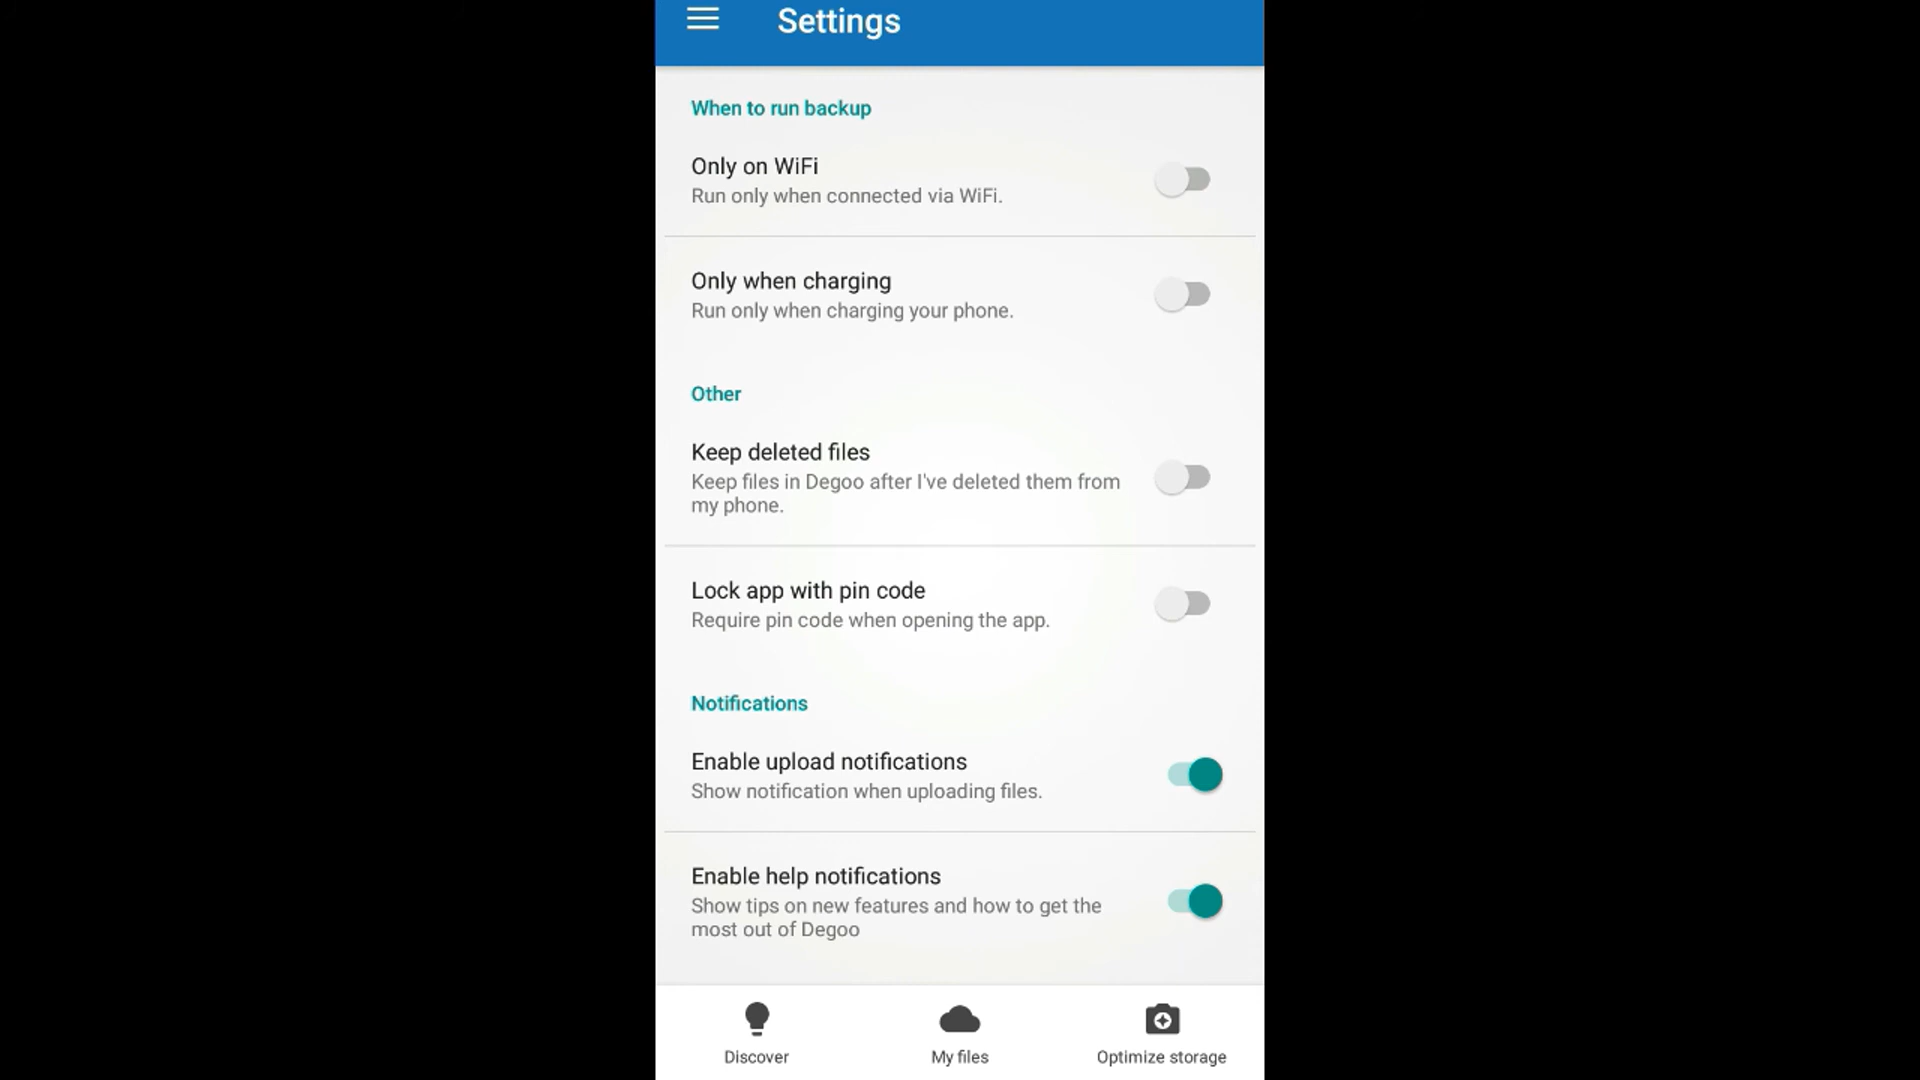 Settings
When to run backup
Only on WiFi
Run only when connected via WiFi.
Only when charging
Run only when charging your phone.
Other
Keep deleted files
Keep files in Degoo after I've deleted them from
my phone.
Lock app with pin code
Require pin code when opening the app.
Notifications
Enable upload notifications
Show notification when uploading files.
Enable help notifications
Show tips on new features and how to get the
most out of Degoo
Discover
My files
Optimize storage